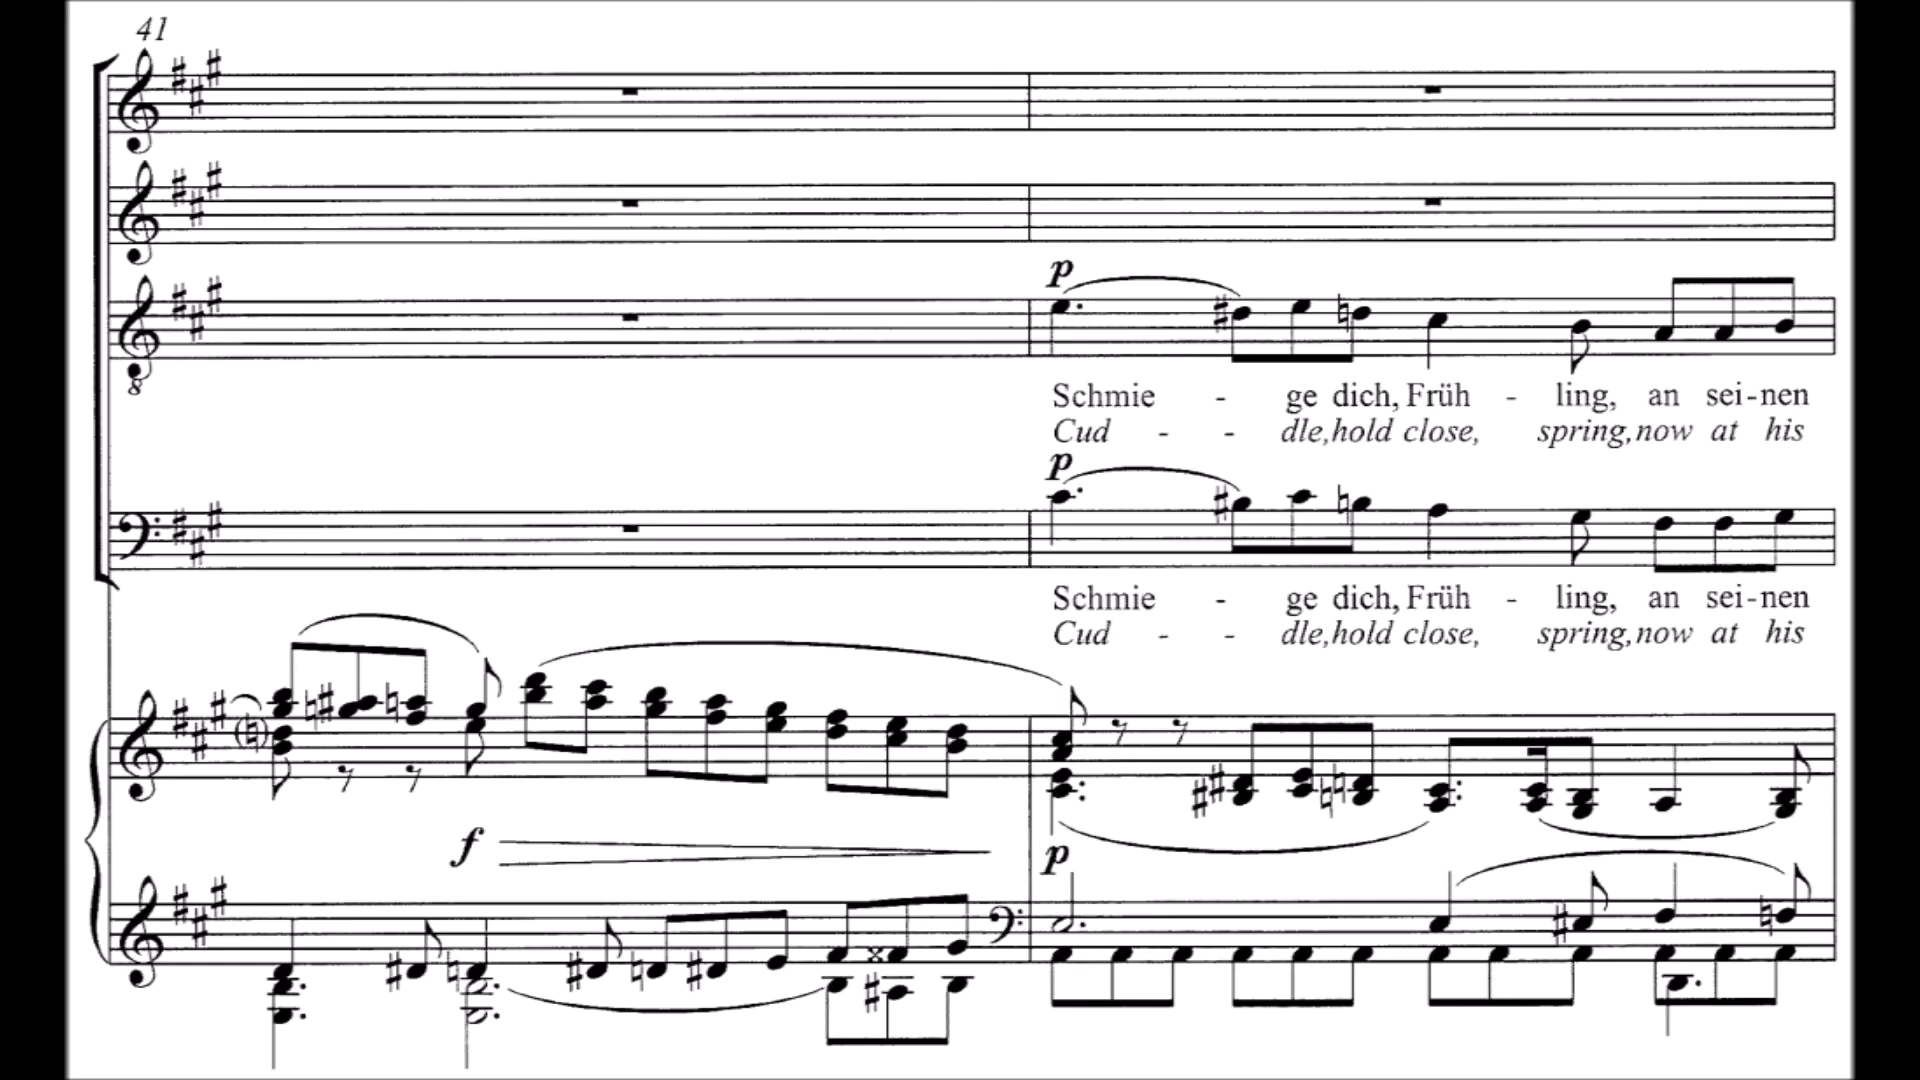 41
p
8
Schmie - ge dich, Früh - ling, an sei-nen
Cud - - dle, hold close, spring, now at his
p
Schmie - ge dich, Früh - ling, an sei-nen
Cud - - dle, hold close, spring, now at his
f
p